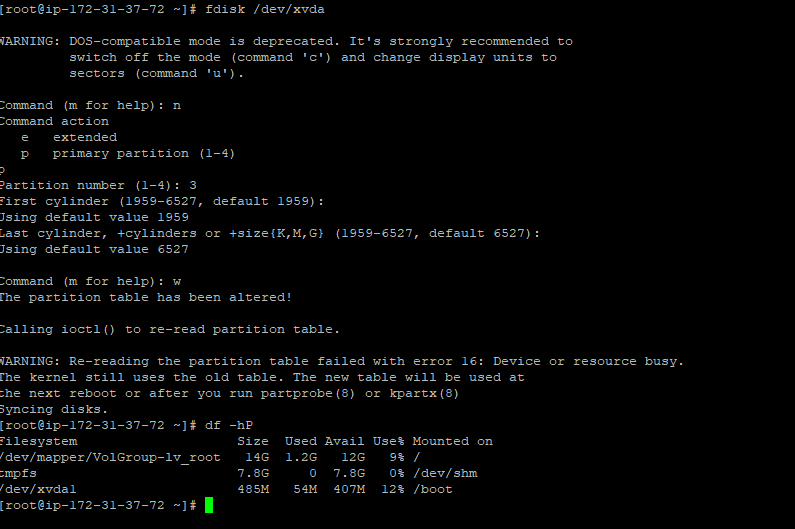 [root@ip-172-31-37-72 ~]# fdisk /dev/xvda
WARNING: DOS-compatible mode is deprecated. It's strongly recommended to
switch off the mode (command 'c') and change display units to
sectors (command 'u').
Command (m for help): n
Command action
e   extended
p   primary partition (1-4)
p
Partition number (1-4): 3
First cylinder (1959-6527, default 1959):
Using default value 1959
Last cylinder, +cylinders or +size{K,M,G} (1959-6527, default 6527):
Using default value 6527
Command (m for help): w
The partition table has been altered!
Calling ioctl() to re-read partition table.
WARNING: Re-reading the partition table failed with error 16: Device or resource busy.
The kernel still uses the old table. The new table will be used at
the next reboot or after you run partprobe(8) or kpartx(8)
Syncing disks.
[root@ip-172-31-37-72 ~]# df -hP
Filesystem                    Size  Used Avail Use% Mounted on
/dev/mapper/VolGroup-lv_root   14G  1.2G   12G   9% /
tmpfs                         7.8G     0  7.8G   0% /dev/shm
/dev/xvda1                    485M   54M  407M  12% /boot
[root@ip-172-31-37-72 ~]#